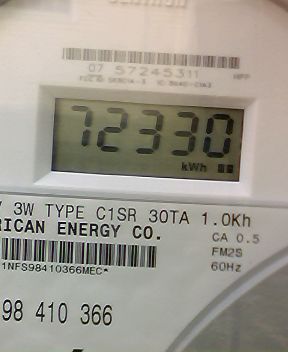 07 57245311
72330
kWh
V 3W TYPE C1SR 30TA 1.0Kh
RICAN ENERGY CO.
CA 0.5
FM2S
60Hz
1NFS98410366MEC*
98 410 366